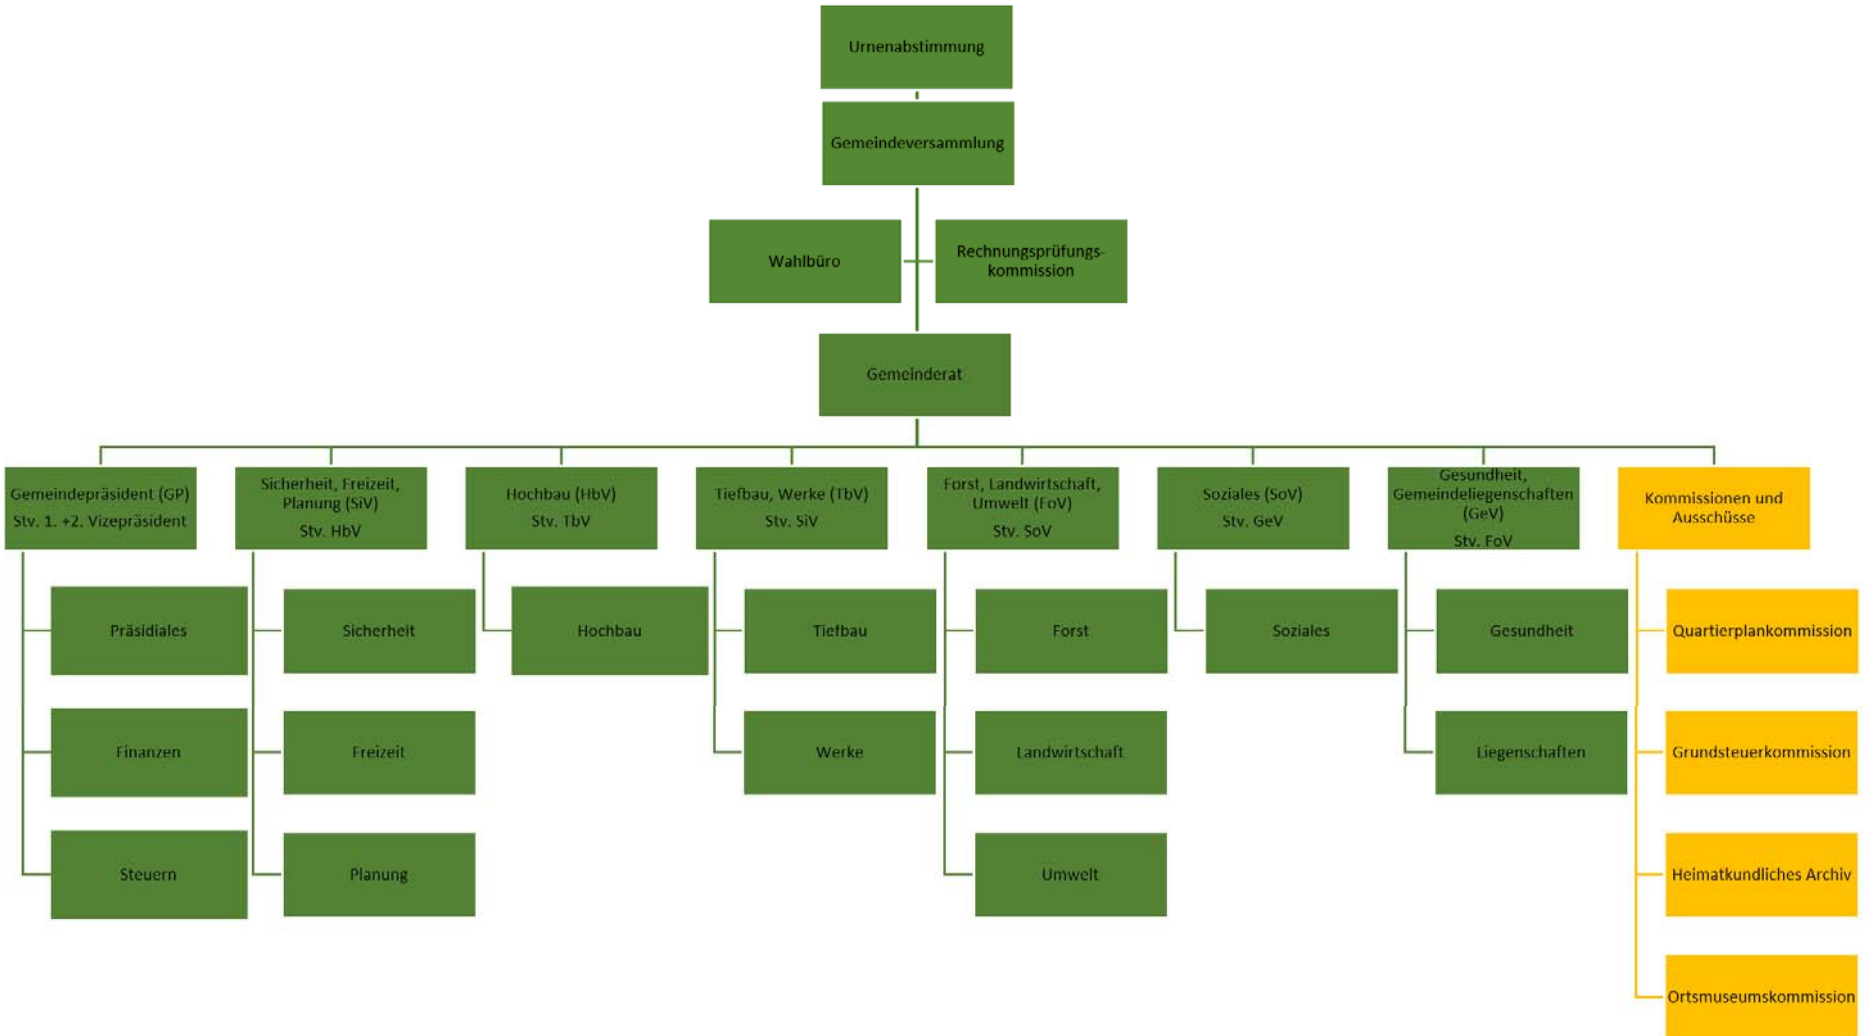 Urnenabstimmung
Gemeindeversammlung
Wahlbüro
Rechnungsprüfungs-
kommission
Gemeinderat
Gemeindepräsident (GP)
Stv. 1. +2. Vizepräsident
Sicherheit, Freizeit,
Planung (SiV)
Stv. HbV
Hochbau (HbV)
Stv. TbV
Tiefbau, Werke (TbV)
Stv. SiV
Forst, Landwirtschaft,
Umwelt (FoV)
Stv. SoV
Soziales (SoV)
Stv. GeV
Gesundheit,
Gemeindeliegenschaften
(GeV)
Stv. FoV
Kommissionen und
Ausschüsse
Präsidiales
Sicherheit
Hochbau
Tiefbau
Forst
Soziales
Gesundheit
Quartierplankommission
Finanzen
Freizeit
Werke
Landwirtschaft
Liegenschaften
Grundsteuerkommission
Steuern
Planung
Umwelt
Heimatkundliches Archiv
Ortsmuseumskommission